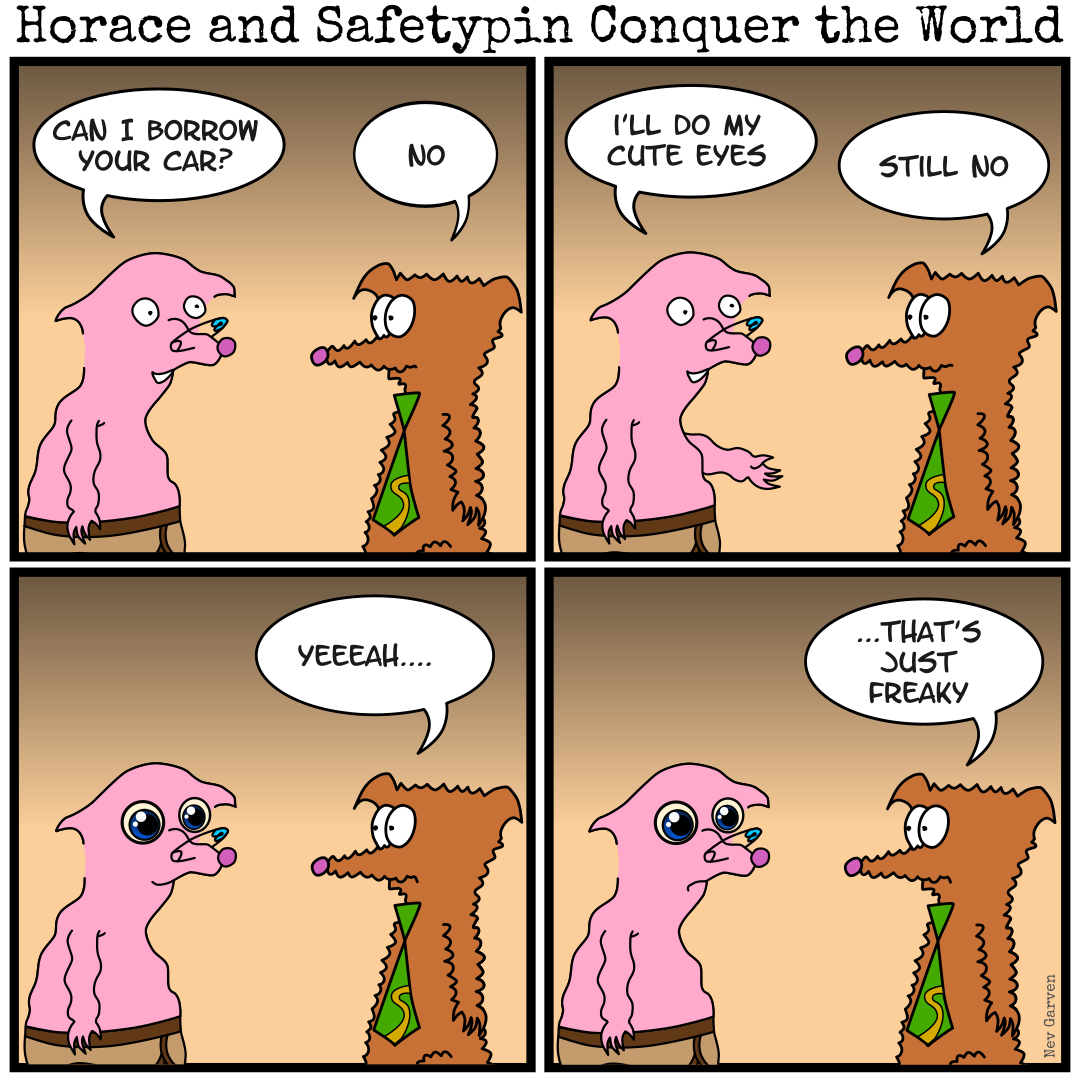 Horace and Safetypin Conquer the World
CAN I BORROW
YOUR CAR?
NO
I'LL DO MY
CUTE EYES
STILL NO
YEEEAH....
...THAT'S
JUST
FREAKY
S
S
S
S
Nev Garven